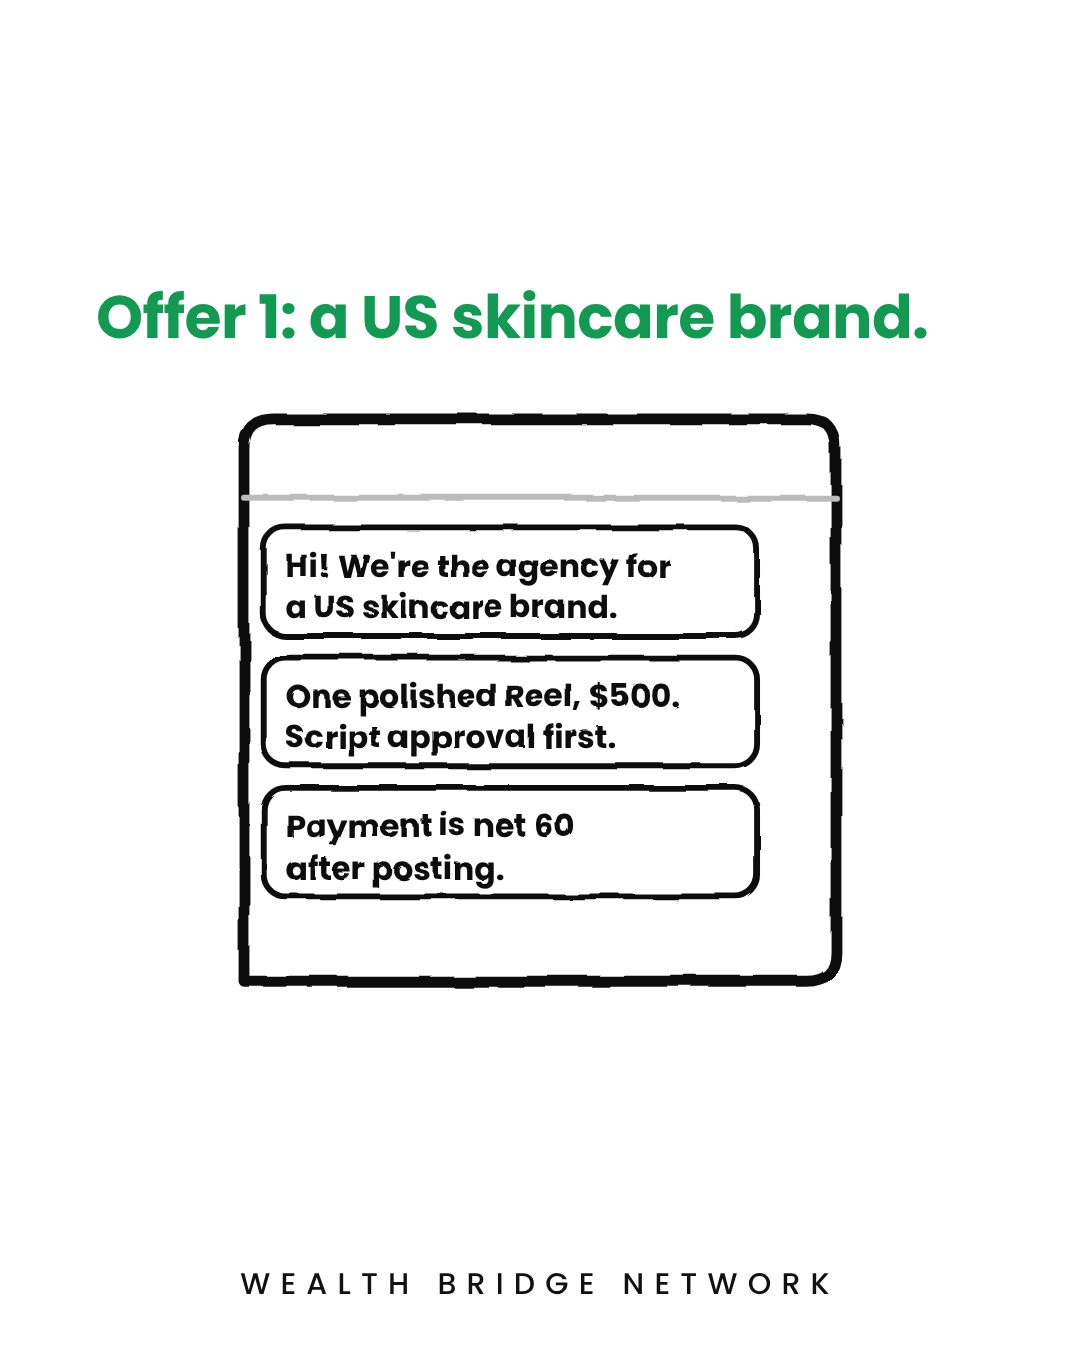 Offer 1: a US skincare brand.
Hi! We're the agency for
a US skincare brand.
One polished Reel, $500.
Script approval first.
Payment is net 60
after posting.
WEALTH BRIDGE NETWORK